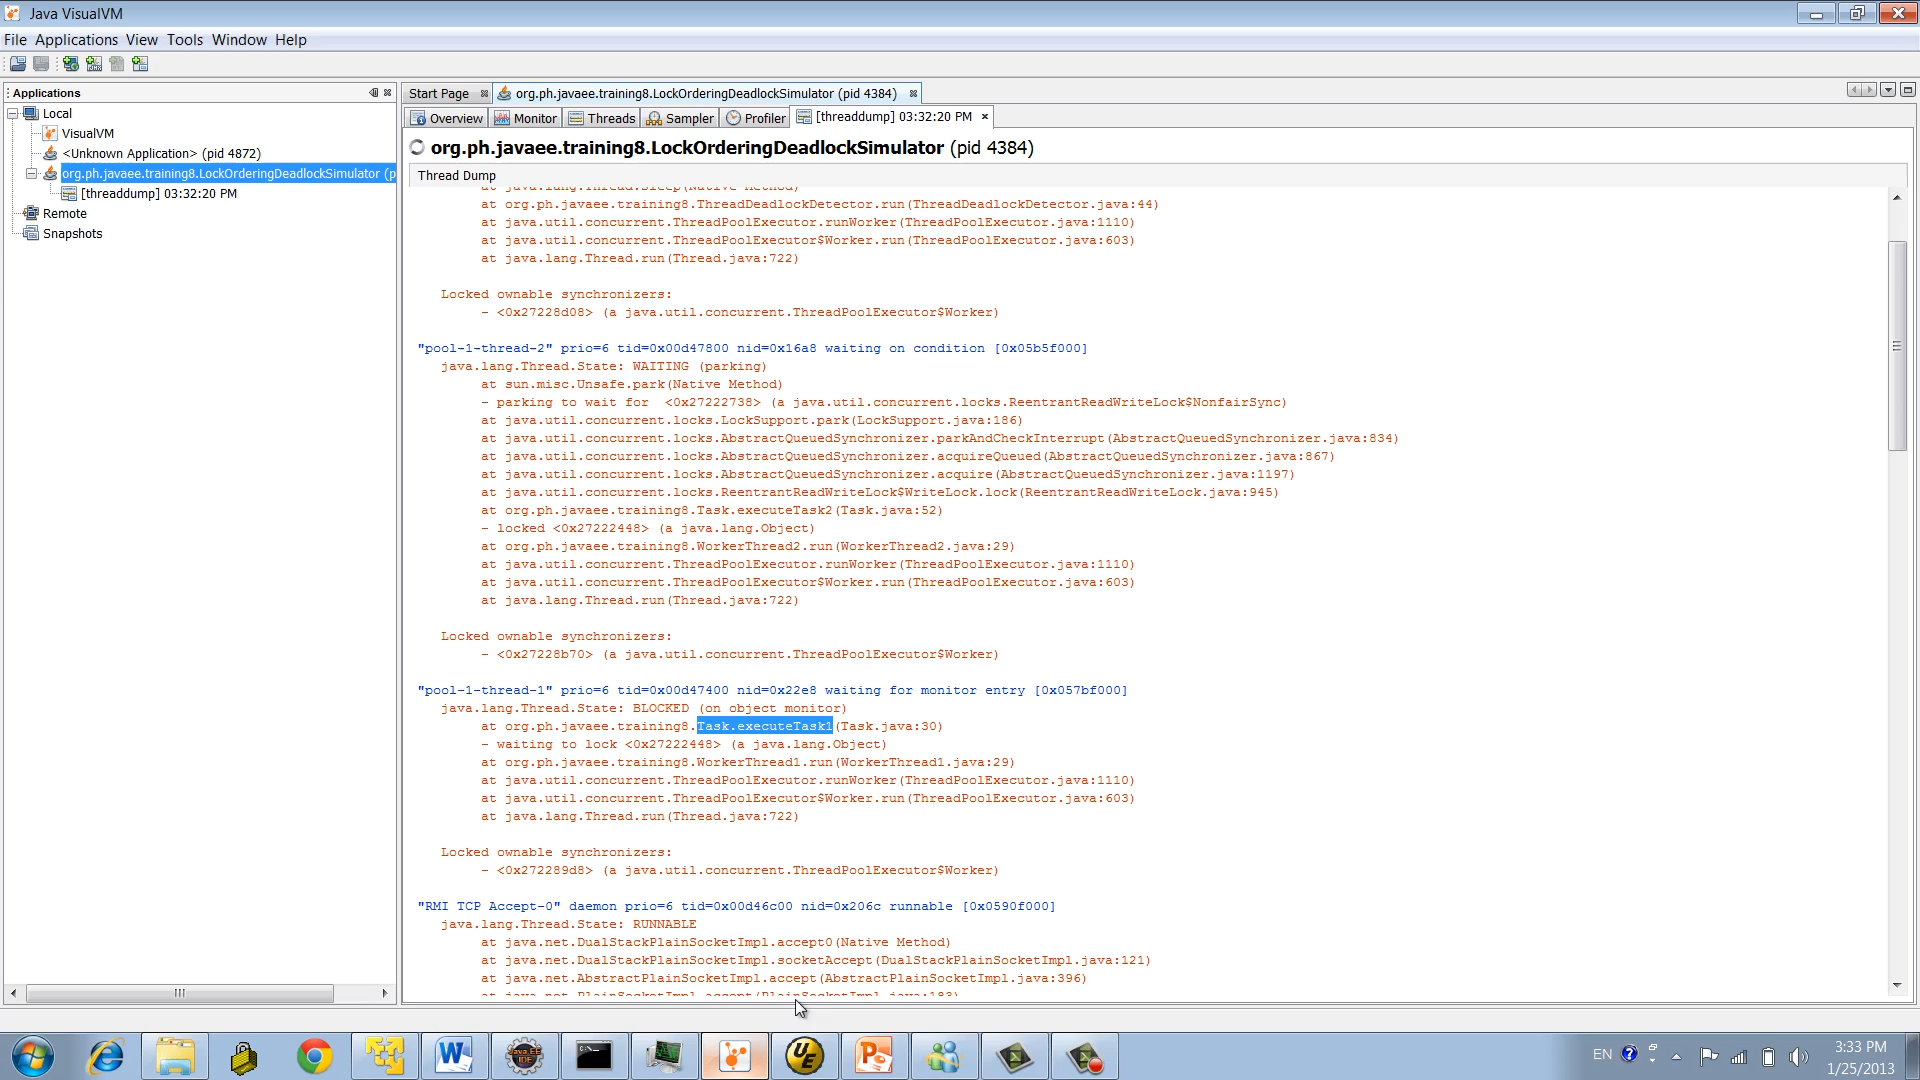 Java VisualVM
File Applications View Tools Window Help
Applications
Local
VisualVM
<Unknown Application> (pid 4872)
org.ph.javaee.training8.LockOrderingDeadlockSimulator (p
[threaddump] 03:32:20 PM
Remote
Snapshots
Start Page
org.ph.javaee.training8.LockOrderingDeadlockSimulator (pid 4384)
Overview
Monitor
Threads
Sampler
Profiler
[threaddump] 03:32:20 PM
org.ph.javaee.training8.LockOrderingDeadlockSimulator (pid 4384)
Thread Dump
at java.lang.Thread.sleep(Native Method)
at org.ph.javaee.training8.ThreadDeadlockDetector.run(ThreadDeadlockDetector.java:44)
at java.util.concurrent.ThreadPoolExecutor.runWorker(ThreadPoolExecutor.java:1110)
at java.util.concurrent.ThreadPoolExecutor$Worker.run(ThreadPoolExecutor.java:603)
at java.lang.Thread.run(Thread.java:722)
Locked ownable synchronizers:
- <0x27228d08> (a java.util.concurrent.ThreadPoolExecutor$Worker)
"pool-1-thread-2" prio=6 tid=0x00d47800 nid=0x16a8 waiting on condition [0x05b5f000]
java.lang.Thread.State: WAITING (parking)
at sun.misc.Unsafe.park(Native Method)
- parking to wait for  <0x27222738> (a java.util.concurrent.locks.ReentrantReadWriteLock$NonfairSync)
at java.util.concurrent.locks.LockSupport.park(LockSupport.java:186)
at java.util.concurrent.locks.AbstractQueuedSynchronizer.parkAndCheckInterrupt(AbstractQueuedSynchronizer.java:834)
at java.util.concurrent.locks.AbstractQueuedSynchronizer.acquireQueued(AbstractQueuedSynchronizer.java:867)
at java.util.concurrent.locks.AbstractQueuedSynchronizer.acquire(AbstractQueuedSynchronizer.java:1197)
at java.util.concurrent.locks.ReentrantReadWriteLock$WriteLock.lock(ReentrantReadWriteLock.java:945)
at org.ph.javaee.training8.Task.executeTask2(Task.java:52)
- locked <0x27222448> (a java.lang.Object)
at org.ph.javaee.training8.WorkerThread2.run(WorkerThread2.java:29)
at java.util.concurrent.ThreadPoolExecutor.runWorker(ThreadPoolExecutor.java:1110)
at java.util.concurrent.ThreadPoolExecutor$Worker.run(ThreadPoolExecutor.java:603)
at java.lang.Thread.run(Thread.java:722)
Locked ownable synchronizers:
- <0x27228b70> (a java.util.concurrent.ThreadPoolExecutor$Worker)
"pool-1-thread-1" prio=6 tid=0x00d47400 nid=0x22e8 waiting for monitor entry [0x057bf000]
java.lang.Thread.State: BLOCKED (on object monitor)
at org.ph.javaee.training8.Task.executeTask1(Task.java:30)
- waiting to lock <0x27222448> (a java.lang.Object)
at org.ph.javaee.training8.WorkerThread1.run(WorkerThread1.java:29)
at java.util.concurrent.ThreadPoolExecutor.runWorker(ThreadPoolExecutor.java:1110)
at java.util.concurrent.ThreadPoolExecutor$Worker.run(ThreadPoolExecutor.java:603)
at java.lang.Thread.run(Thread.java:722)
Locked ownable synchronizers:
- <0x272289d8> (a java.util.concurrent.ThreadPoolExecutor$Worker)
"RMI TCP Accept-0" daemon prio=6 tid=0x00d46c00 nid=0x206c runnable [0x0590f000]
java.lang.Thread.State: RUNNABLE
at java.net.DualStackPlainSocketImpl.accept0(Native Method)
at java.net.DualStackPlainSocketImpl.socketAccept(DualStackPlainSocketImpl.java:121)
at java.net.AbstractPlainSocketImpl.accept(AbstractPlainSocketImpl.java:396)
at java.net.PlainSocketImpl.accept(PlainSocketImpl.java:183)
EN
3:33 PM
1/25/2013